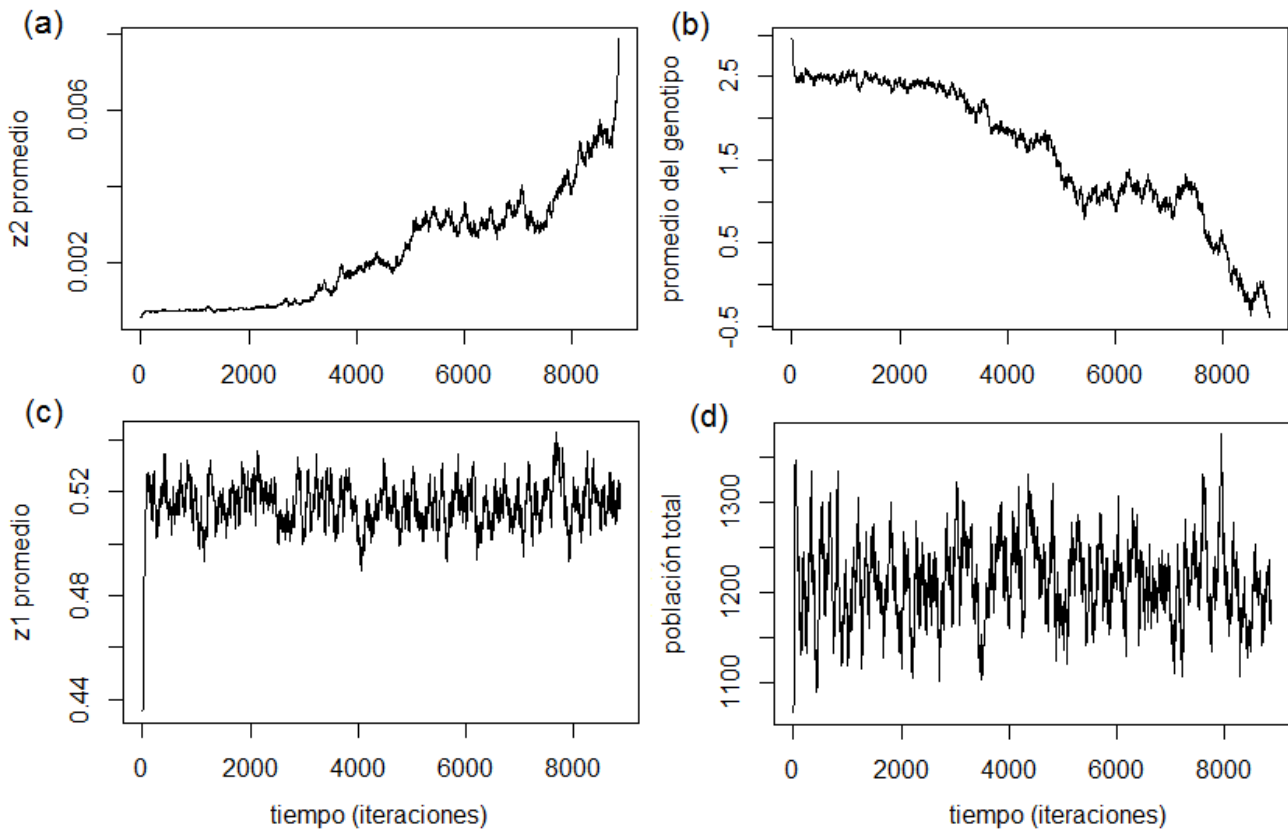 (a)
z2 promedio
0.006
0.002
0 2000 4000 6000 8000
(b)
promedio del genotipo
2.5
1.5
0.5
-0.5
0 2000 4000 6000 8000
(c)
z1 promedio
0.52
0.48
0.44
0 2000 4000 6000 8000
tiempo (iteraciones)
(d)
población total
1300
1200
1100
0 2000 4000 6000 8000
tiempo (iteraciones)